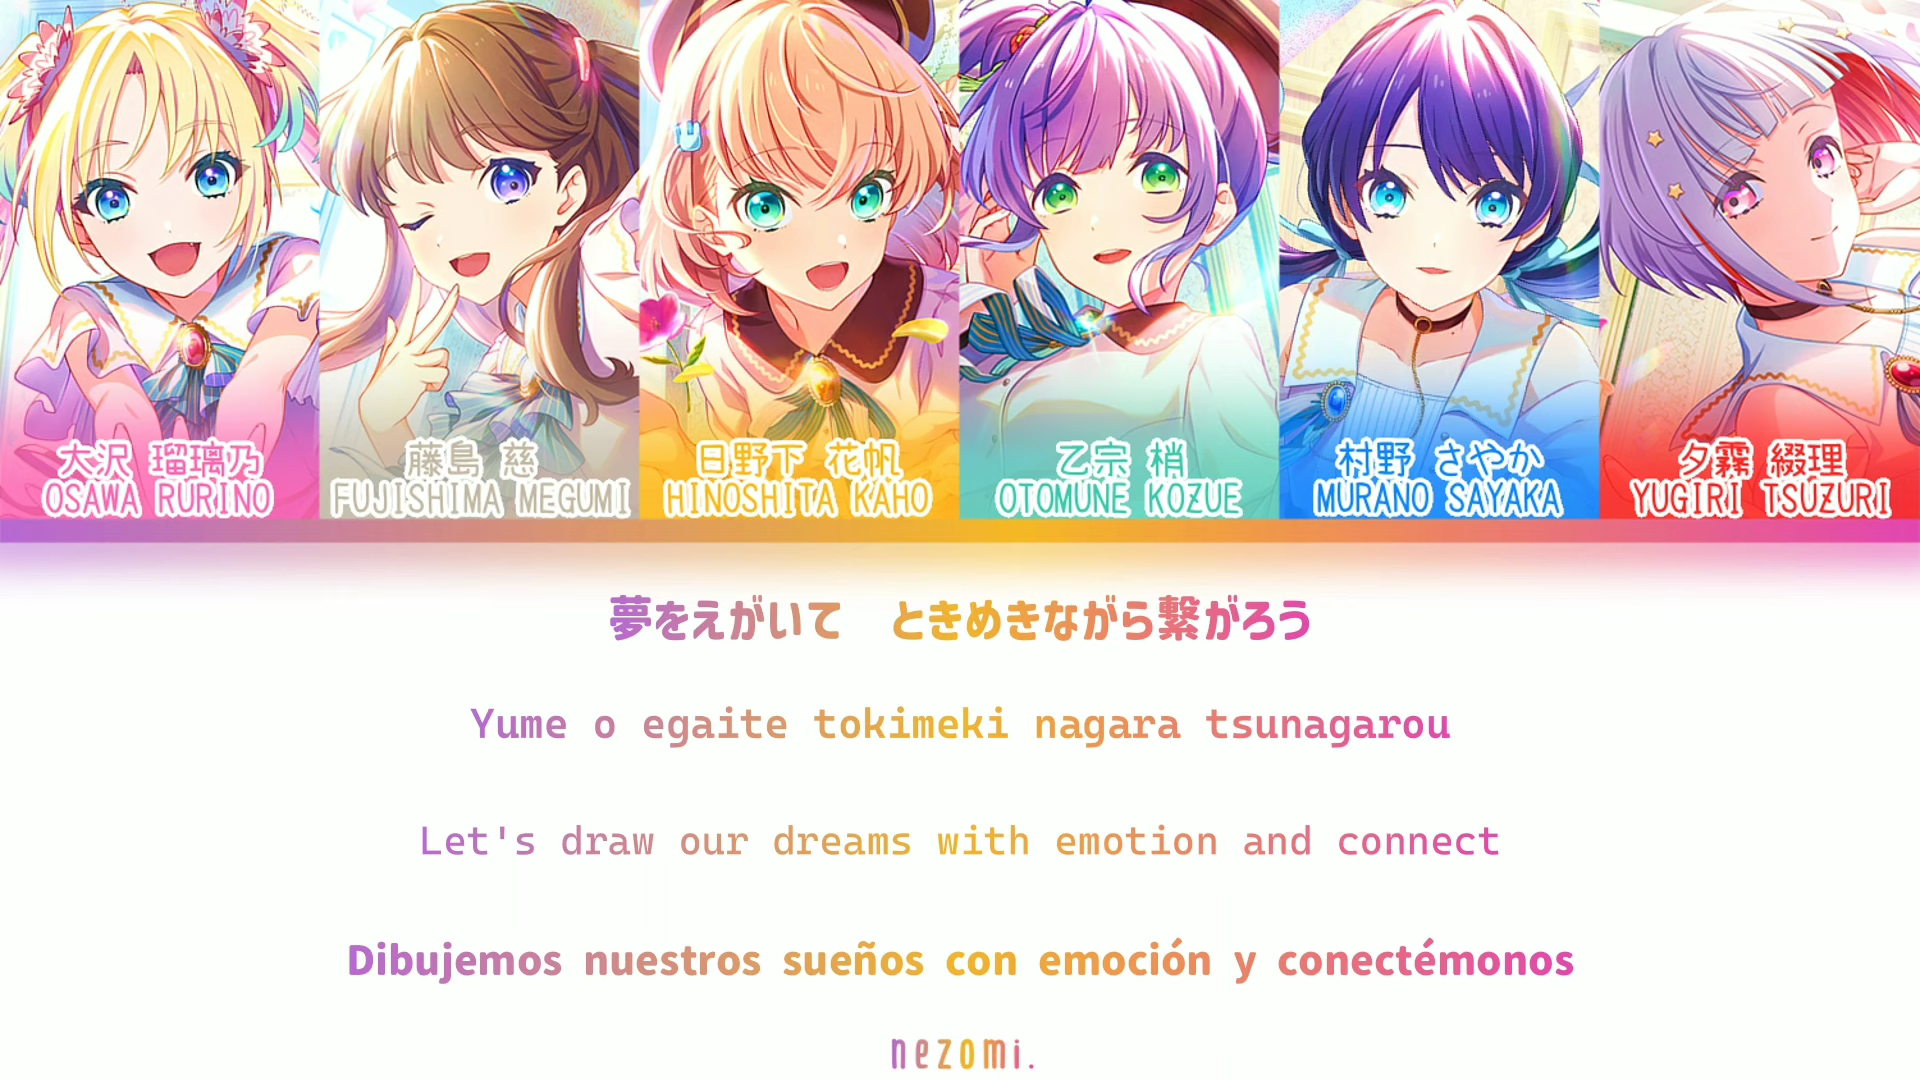 大沢 瑠璃乃
OSAWA RURINO
藤島 慈
FUJISHIMA MEGUMI
日野下 花帆
HINOSHITA KAHO
乙宗 梢
OTOMUNE KOZUE
村野 さやか
MURANO SAYAKA
夕霧 綴理
YUGIRI TSUZURI
夢をえがいて　ときめきながら繋がろう
Yume o egaite tokimeki nagara tsunagarou
Let's draw our dreams with emotion and connect
Dibujemos nuestros sueños con emoción y conectémonos
nezomi.